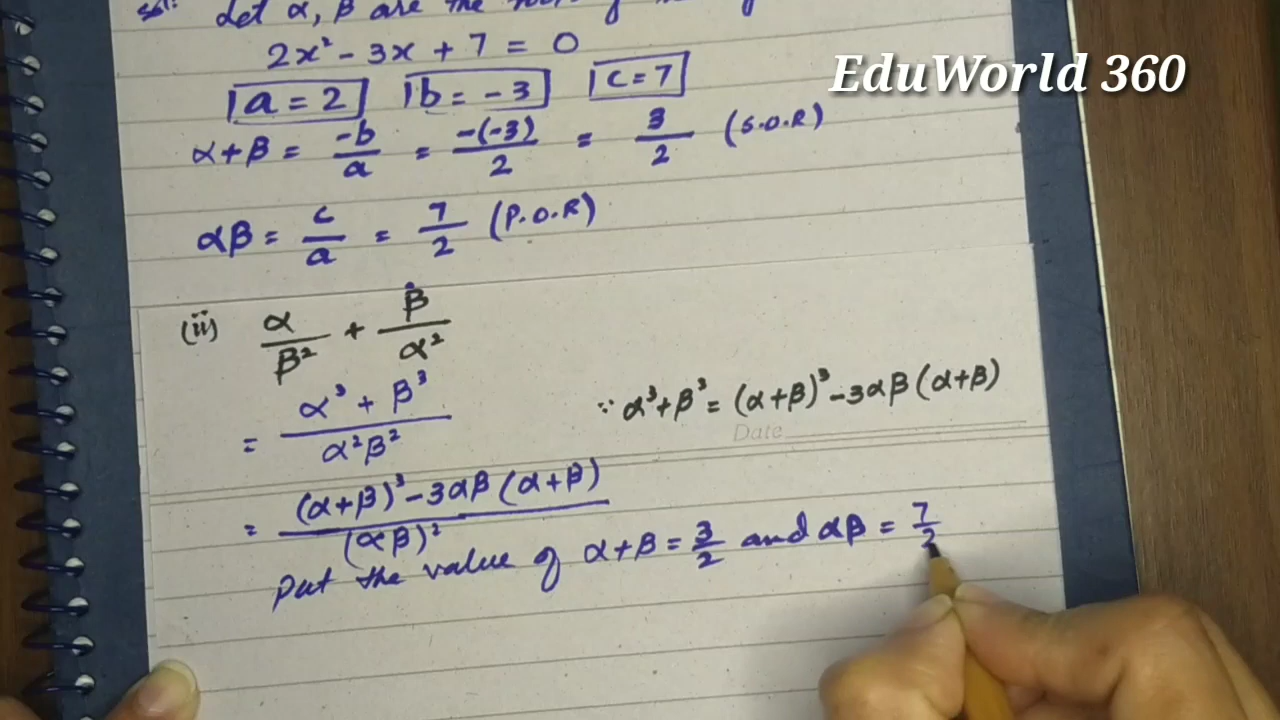 Sol: Let α, β are the
2x² - 3x + 7 = 0
EduWorld 360
a = 2 b = -3 c = 7
α+β = -b/a = -(-3)/2 = 3/2 (S.O.R)
αβ = c/a = 7/2 (P.O.R)
(ii) α/β² + β/α²
= (α³ + β³)/(α²β²)
∵ α³+β³ = (α+β)³ - 3αβ(α+β)
Date
= ((α+β)³ - 3αβ(α+β))/(αβ)²
Put the value of α+β = 3/2 and αβ = 7/2